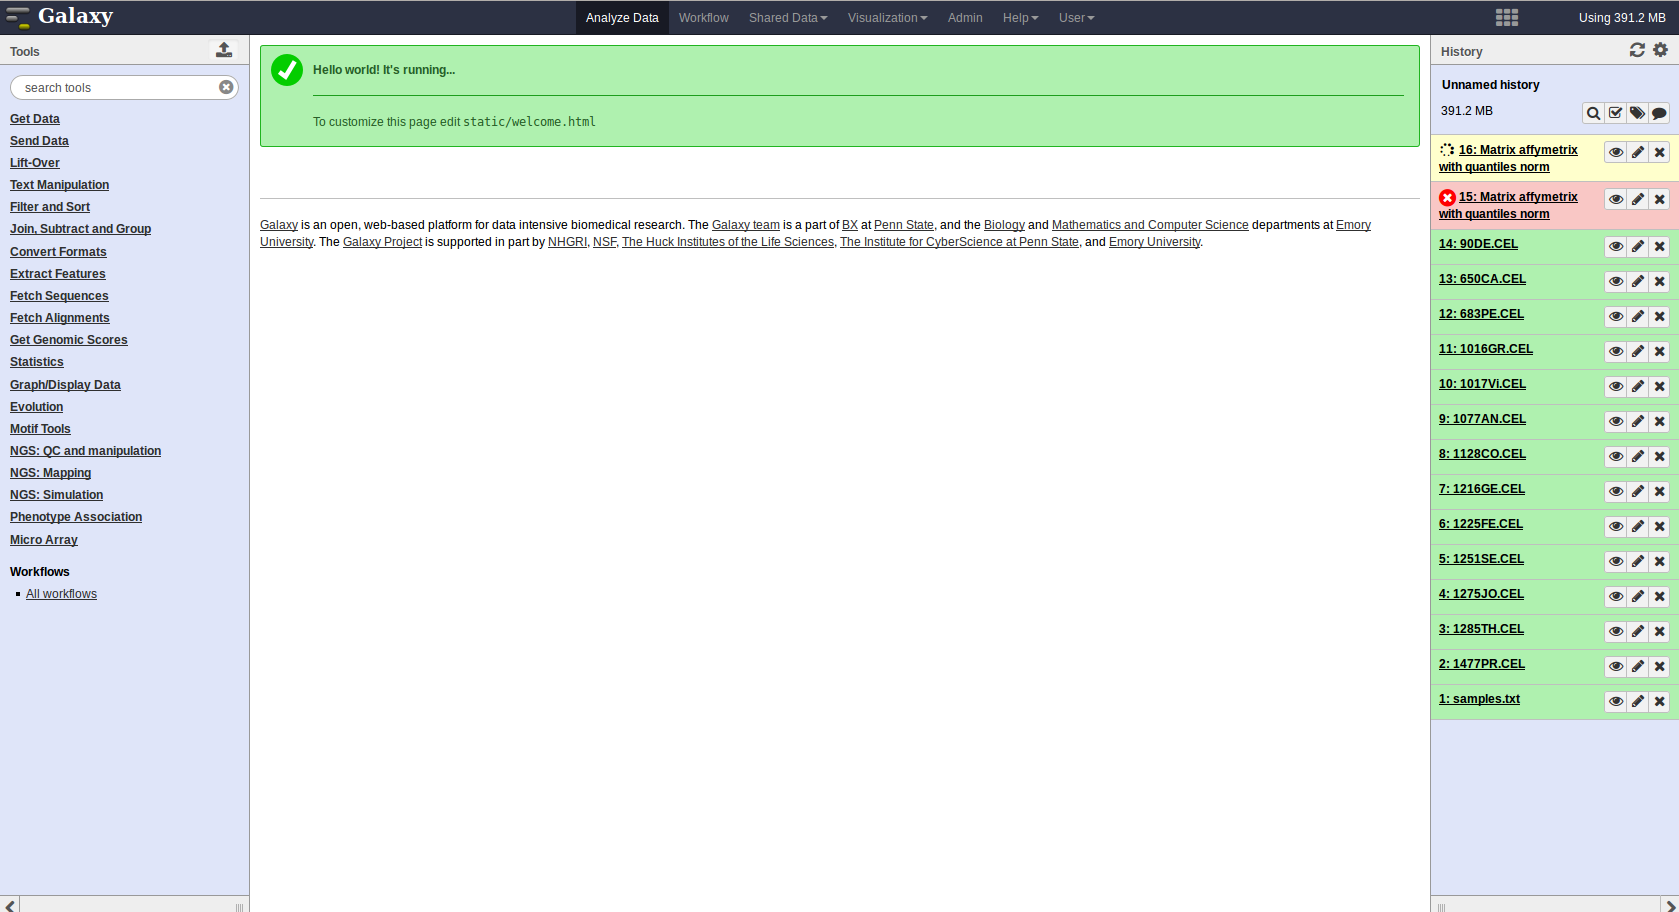 Galaxy
Analyze Data Workflow Shared Data Visualization Admin Help User
Using 391.2 MB
Tools
search tools
Get Data
Send Data
Lift-Over
Text Manipulation
Filter and Sort
Join, Subtract and Group
Convert Formats
Extract Features
Fetch Sequences
Fetch Alignments
Get Genomic Scores
Statistics
Graph/Display Data
Evolution
Motif Tools
NGS: QC and manipulation
NGS: Mapping
NGS: Simulation
Phenotype Association
Micro Array
Workflows
All workflows
Hello world! It's running...
To customize this page edit static/welcome.html
Galaxy is an open, web-based platform for data intensive biomedical research. The Galaxy team is a part of BX at Penn State, and the Biology and Mathematics and Computer Science departments at Emory
University. The Galaxy Project is supported in part by NHGRI, NSF, The Huck Institutes of the Life Sciences, The Institute for CyberScience at Penn State, and Emory University.
History
Unnamed history
391.2 MB
16: Matrix affymetrix
with quantiles norm
15: Matrix affymetrix
with quantiles norm
14: 90DE.CEL
13: 650CA.CEL
12: 683PE.CEL
11: 1016GR.CEL
10: 1017Vi.CEL
9: 1077AN.CEL
8: 1128CO.CEL
7: 1216GE.CEL
6: 1225FE.CEL
5: 1251SE.CEL
4: 1275JO.CEL
3: 1285TH.CEL
2: 1477PR.CEL
1: samples.txt